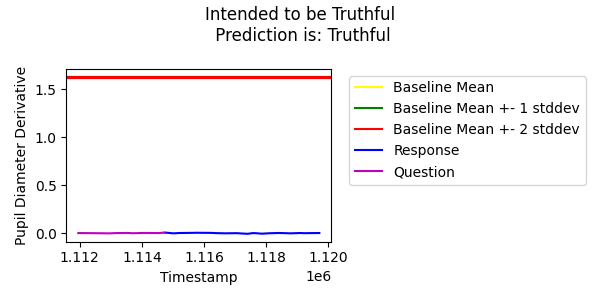 Intended to be Truthful
Prediction is: Truthful
Pupil Diameter Derivative
1.5
1.0
0.5
0.0
1.112 1.114 1.116 1.118 1.120
1e6
Timestamp
Baseline Mean
Baseline Mean +- 1 stddev
Baseline Mean +- 2 stddev
Response
Question